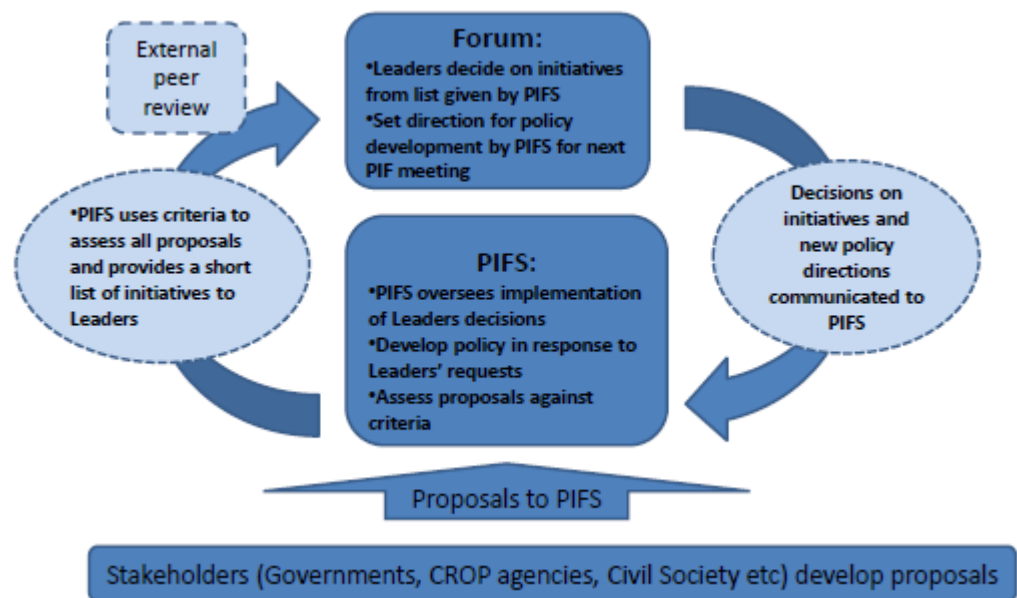 External
peer
review
Forum:
•Leaders decide on initiatives
from list given by PIFS
•Set direction for policy
development by PIFS for next
PIF meeting
•PIFS uses criteria to
assess all proposals
and provides a short
list of initiatives to
Leaders
PIFS:
•PIFS oversees implementation
of Leaders decisions
•Develop policy in response to
Leaders’ requests
•Assess proposals against
criteria
Decisions on
initiatives and
new policy
directions
communicated to
PIFS
Proposals to PIFS
Stakeholders (Governments, CROP agencies, Civil Society etc) develop proposals